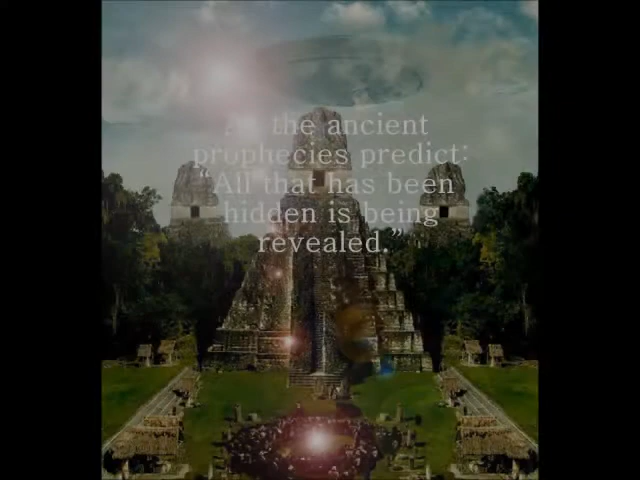 the ancient
prophecies predict:
"All that has been
hidden is being
revealed."